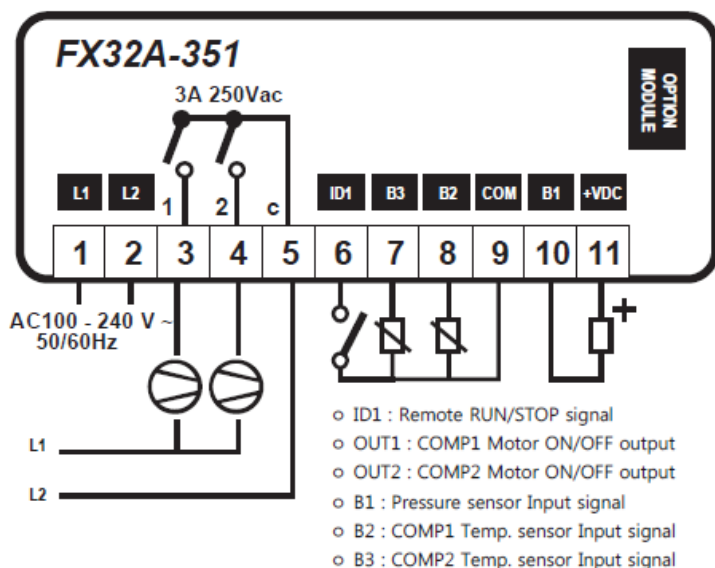 FX32A-351
3A 250Vac
OPTION
MODULE
L1 L2 1 2 c ID1 B3 B2 COM B1 +VDC
1 2 3 4 5 6 7 8 9 10 11
AC100 - 240 V ~
50/60Hz
+
L1
L2
o ID1 : Remote RUN/STOP signal
o OUT1 : COMP1 Motor ON/OFF output
o OUT2 : COMP2 Motor ON/OFF output
o B1 : Pressure sensor Input signal
o B2 : COMP1 Temp. sensor Input signal
o B3 : COMP2 Temp. sensor Input signal